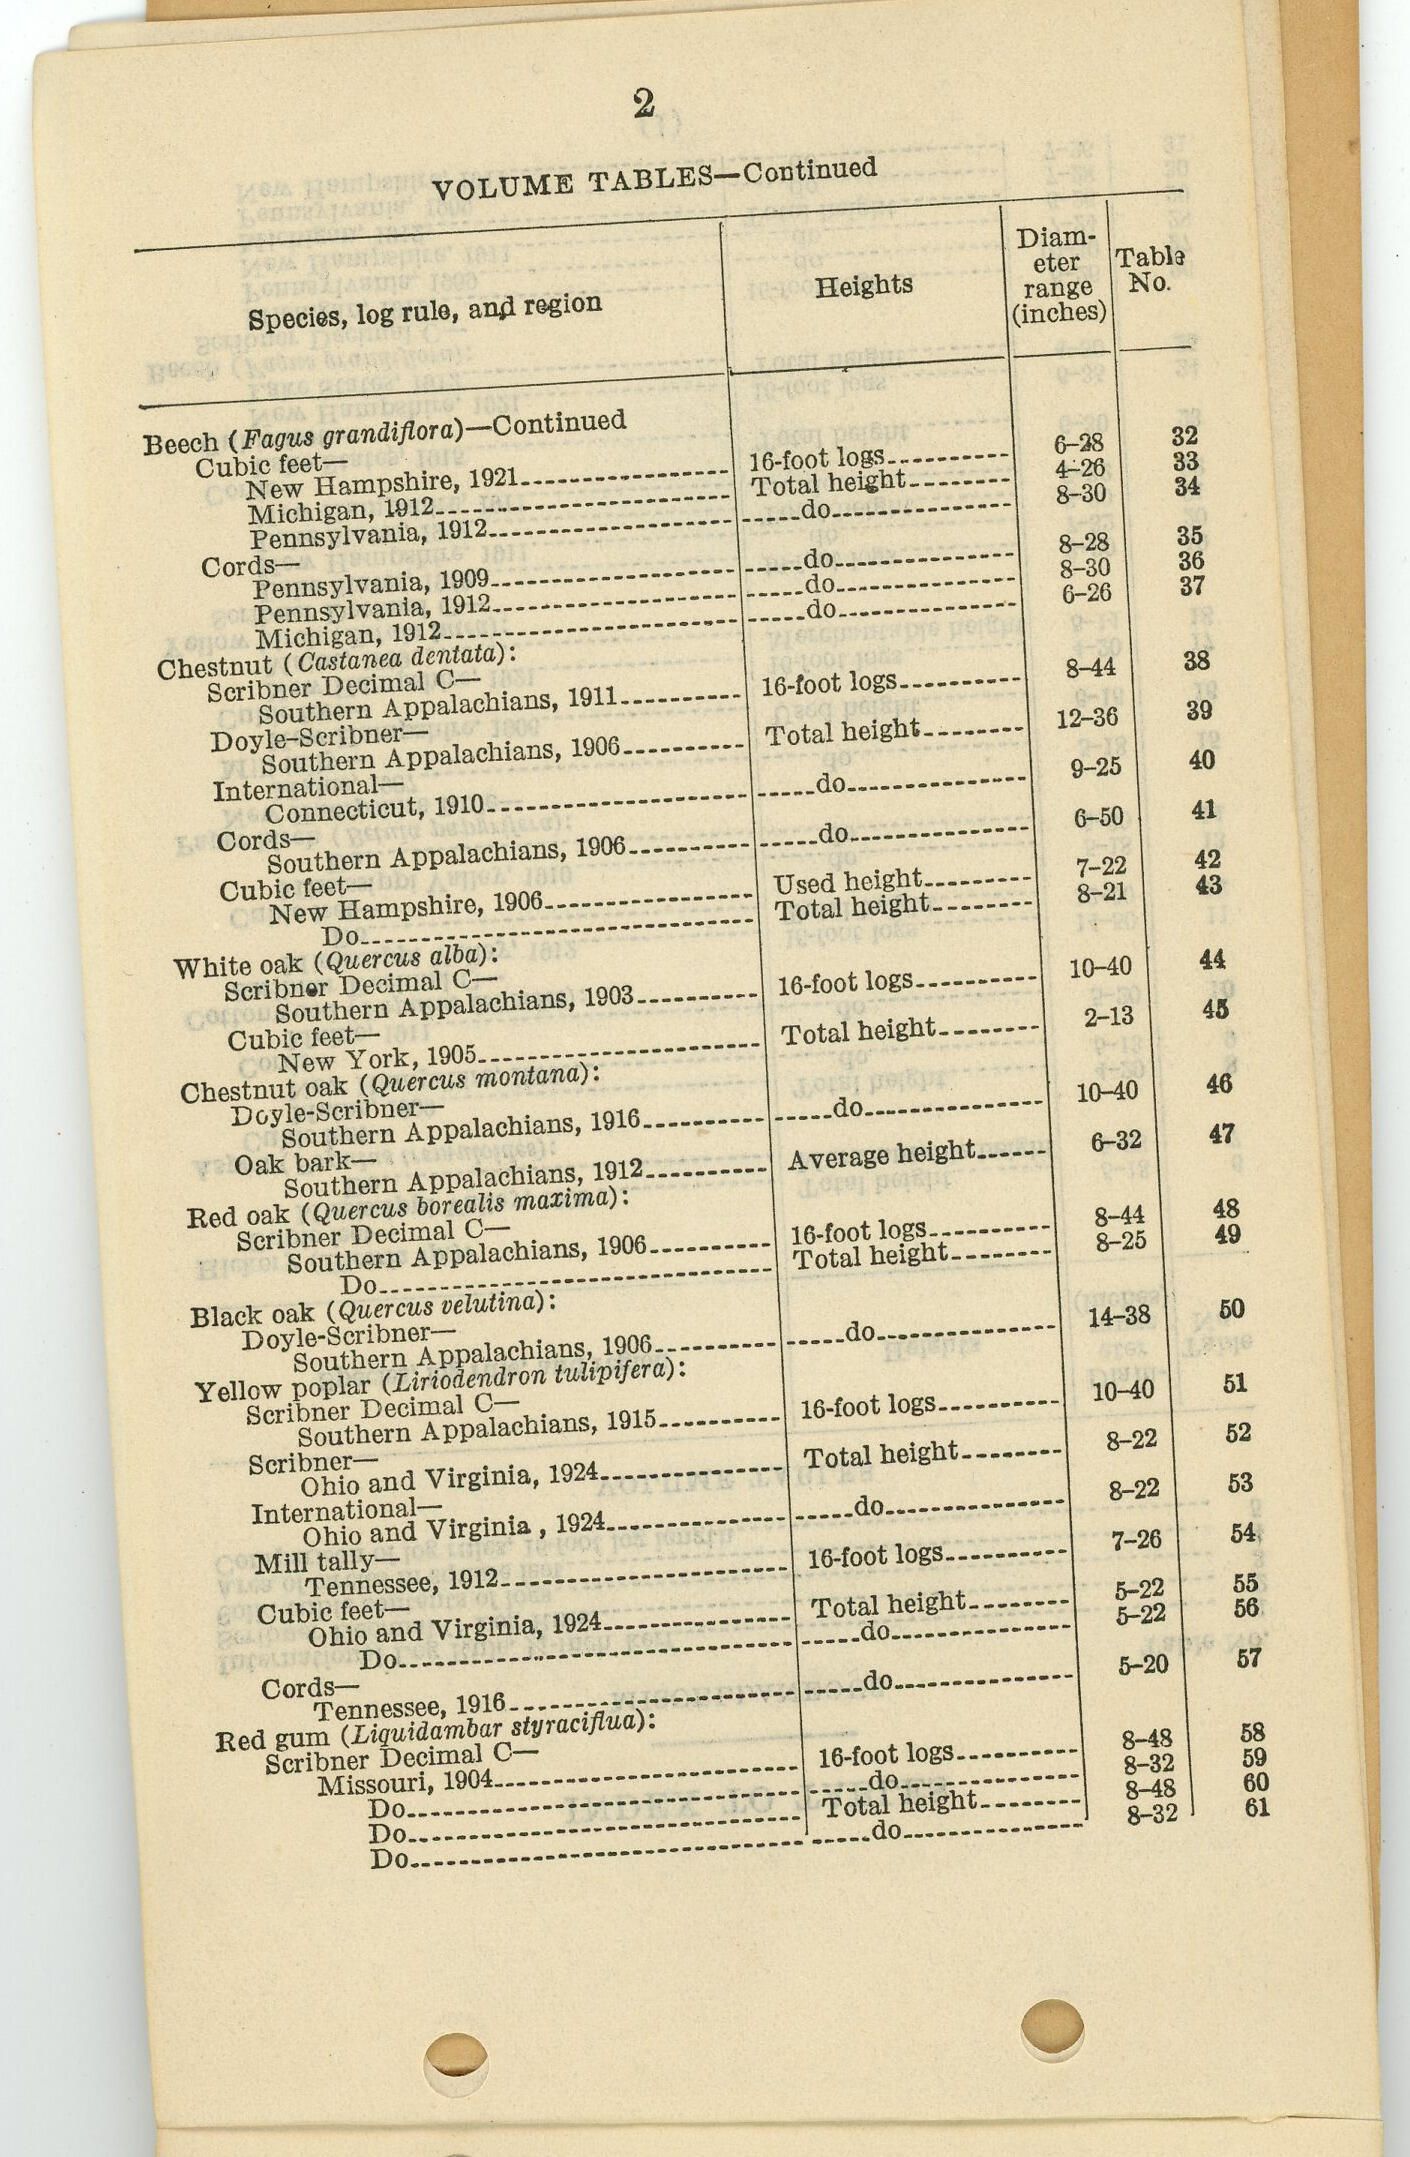 2
VOLUME TABLES—Continued
Species, log rule, and region Heights Diam-eter range (inches) Table No.
Beech (Fagus grandiflora)—Continued
Cubic feet—
New Hampshire, 1921 16-foot logs 6–28 32
Michigan, 1912 Total height 4–26 33
Pennsylvania, 1912 do 8–30 34
Cords—
Pennsylvania, 1909 do 8–28 35
Pennsylvania, 1912 do 8–30 36
Michigan, 1912 do 6–26 37
Chestnut (Castanea dentata):
Scribner Decimal C—
Southern Appalachians, 1911 16-foot logs 8–44 38
Doyle-Scribner—
Southern Appalachians, 1906 Total height 12–36 39
International—
Connecticut, 1910 do 9–25 40
Cords—
Southern Appalachians, 1906 do 6–50 41
Cubic feet—
New Hampshire, 1906 Used height 7–22 42
Do Total height 8–21 43
White oak (Quercus alba):
Scribner Decimal C—
Southern Appalachians, 1903 16-foot logs 10–40 44
Cubic feet—
New York, 1905 Total height 2–13 45
Chestnut oak (Quercus montana):
Doyle-Scribner—
Southern Appalachians, 1916 do 10–40 46
Oak bark—
Southern Appalachians, 1912 Average height 6–32 47
Red oak (Quercus borealis maxima):
Scribner Decimal C—
Southern Appalachians, 1906 16-foot logs 8–44 48
Do Total height 8–25 49
Black oak (Quercus velutina):
Doyle-Scribner—
Southern Appalachians, 1906 do 14–38 50
Yellow poplar (Liriodendron tulipifera):
Scribner Decimal C—
Southern Appalachians, 1915 16-foot logs 10–40 51
Scribner—
Ohio and Virginia, 1924 Total height 8–22 52
International—
Ohio and Virginia, 1924 do 8–22 53
Mill tally—
Tennessee, 1912 16-foot logs 7–26 54
Cubic feet—
Ohio and Virginia, 1924 Total height 5–22 55
Do do 5–22 56
Cords—
Tennessee, 1916 do 5–20 57
Red gum (Liquidambar styraciflua):
Scribner Decimal C—
Missouri, 1904 16-foot logs 8–48 58
Do do 8–32 59
Do Total height 8–48 60
Do do 8–32 61